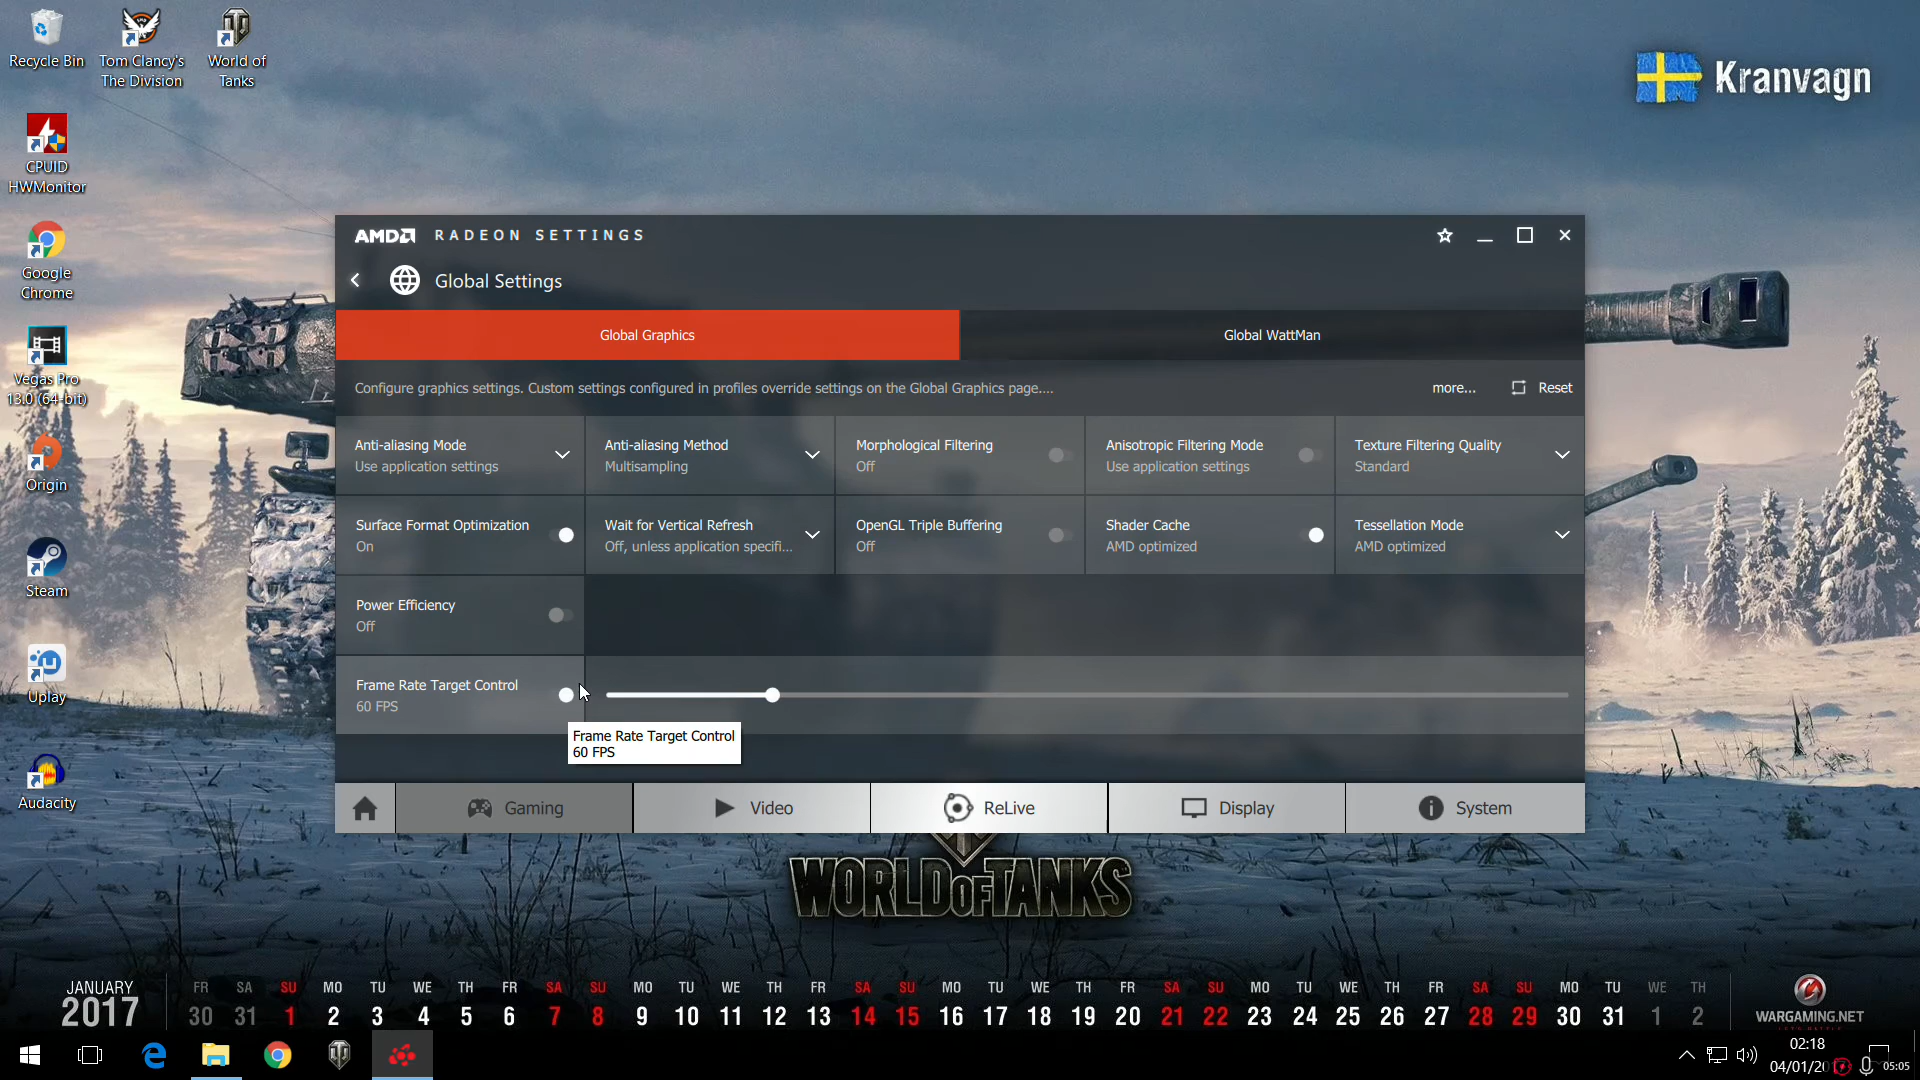 Recycle Bin
Tom Clancy's
The Division
World of
Tanks
Kranvagn
CPUID
HWMonitor
Google
Chrome
Vegas Pro
13.0 (64-bit)
Origin
Steam
Uplay
Audacity
AMD RADEON SETTINGS
Global Settings
Global Graphics
Global WattMan
Configure graphics settings. Custom settings configured in profiles override settings on the Global Graphics page....
more...
Reset
Anti-aliasing Mode
Use application settings
Anti-aliasing Method
Multisampling
Morphological Filtering
Off
Anisotropic Filtering Mode
Use application settings
Texture Filtering Quality
Standard
Surface Format Optimization
On
Wait for Vertical Refresh
Off, unless application specifi...
OpenGL Triple Buffering
Off
Shader Cache
AMD optimized
Tessellation Mode
AMD optimized
Power Efficiency
Off
Frame Rate Target Control
60 FPS
Frame Rate Target Control
60 FPS
Gaming
Video
ReLive
Display
System
WORLD OF TANKS
JANUARY
2017
FR SA SU MO TU WE TH FR SA SU MO TU WE TH FR SA SU MO TU WE TH FR SA SU MO TU WE TH FR SA SU MO TU WE TH
30 31 1 2 3 4 5 6 7 8 9 10 11 12 13 14 15 16 17 18 19 20 21 22 23 24 25 26 27 28 29 30 31 1 2
WARGAMING.NET
LET'S BATTLE
02:18
04/01/20
05:05